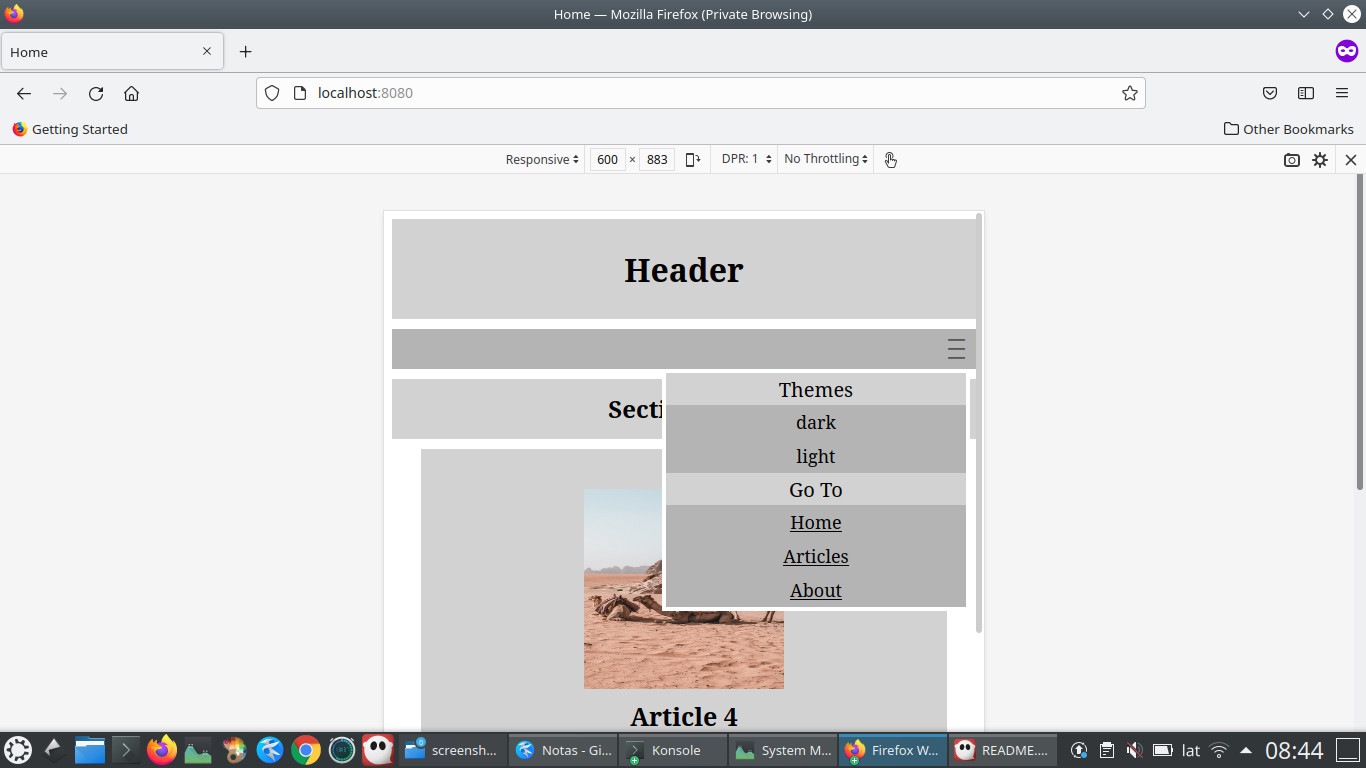 Home — Mozilla Firefox (Private Browsing)
Home
localhost:8080
Getting Started
Other Bookmarks
Responsive 600 × 883 DPR: 1 No Throttling
Header
Themes
Secti
dark
light
Go To
Home
Articles
About
Article 4
screensh... Notas - Gi... Konsole System M... Firefox W... README.... lat 08:44